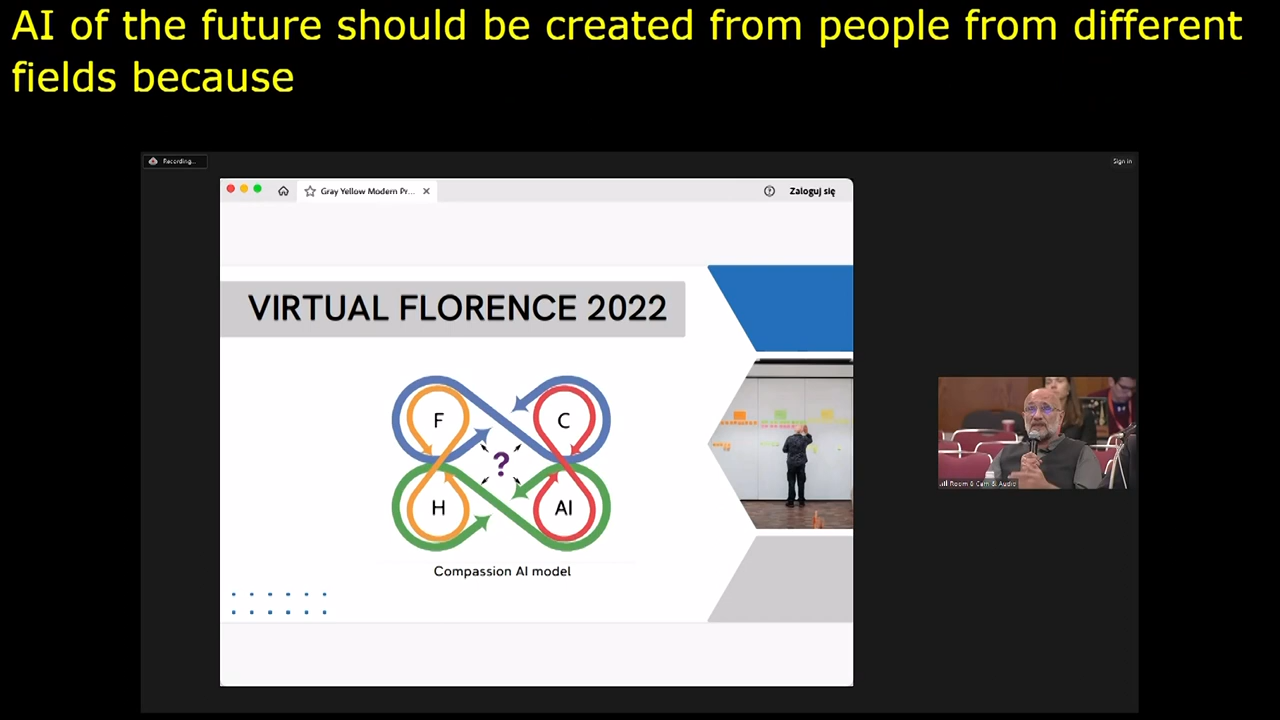 AI of the future should be created from people from different
fields because
Recording...
Sign in
Gray Yellow Modern Pr...
Zaloguj się
VIRTUAL FLORENCE 2022
F
C
?
H
AI
Compassion AI model
Room & Cam & Audio